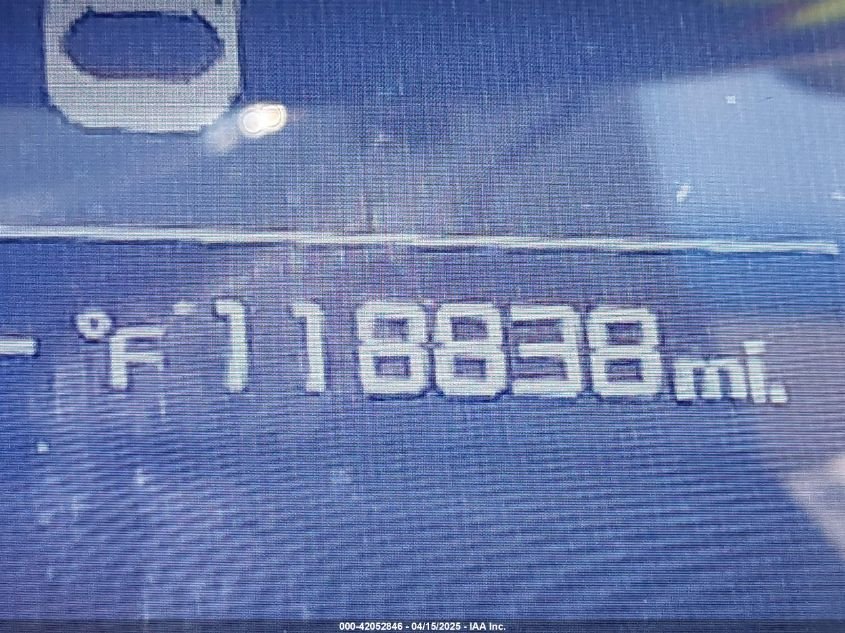 - °F 118838 mi.
000-42052846 - 04/15/2025 - IAA Inc.